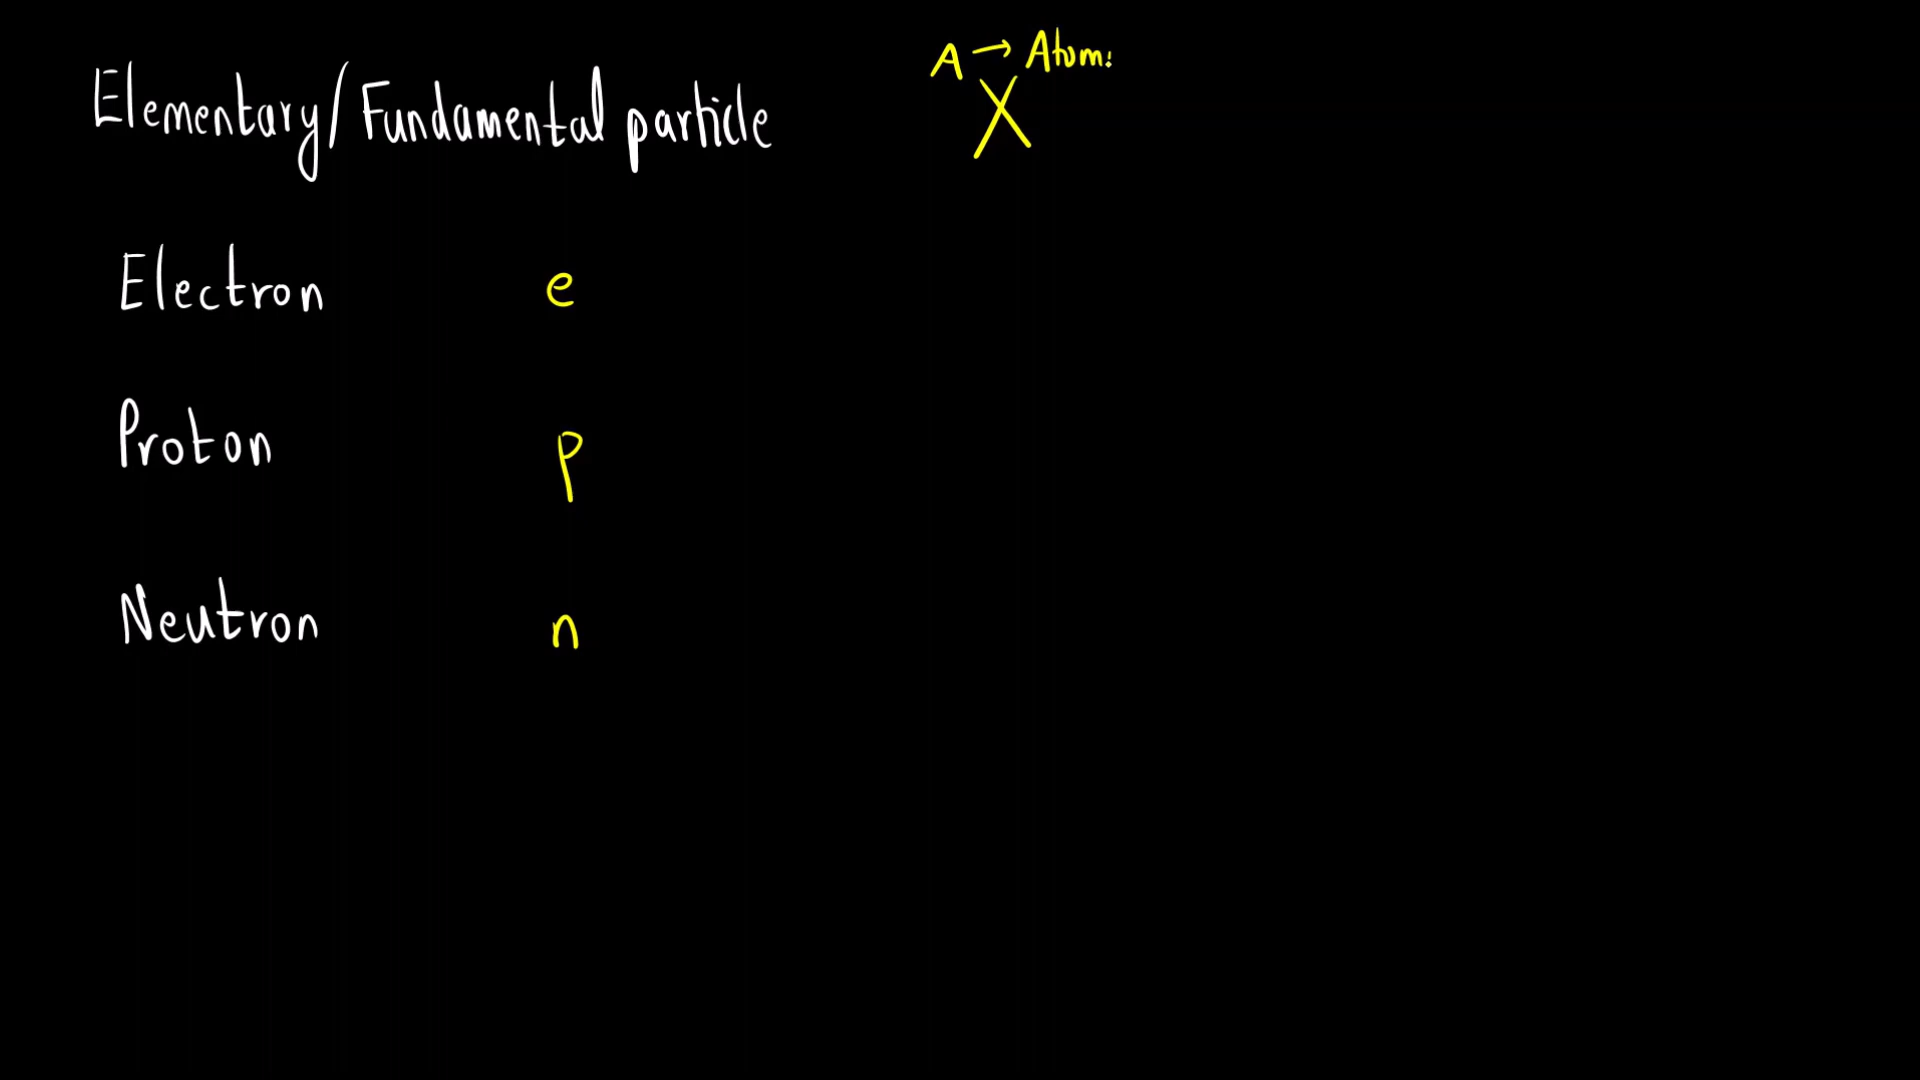 A → Atom:
X
Elementary/Fundamental particle
Electron e
Proton p
Neutron n